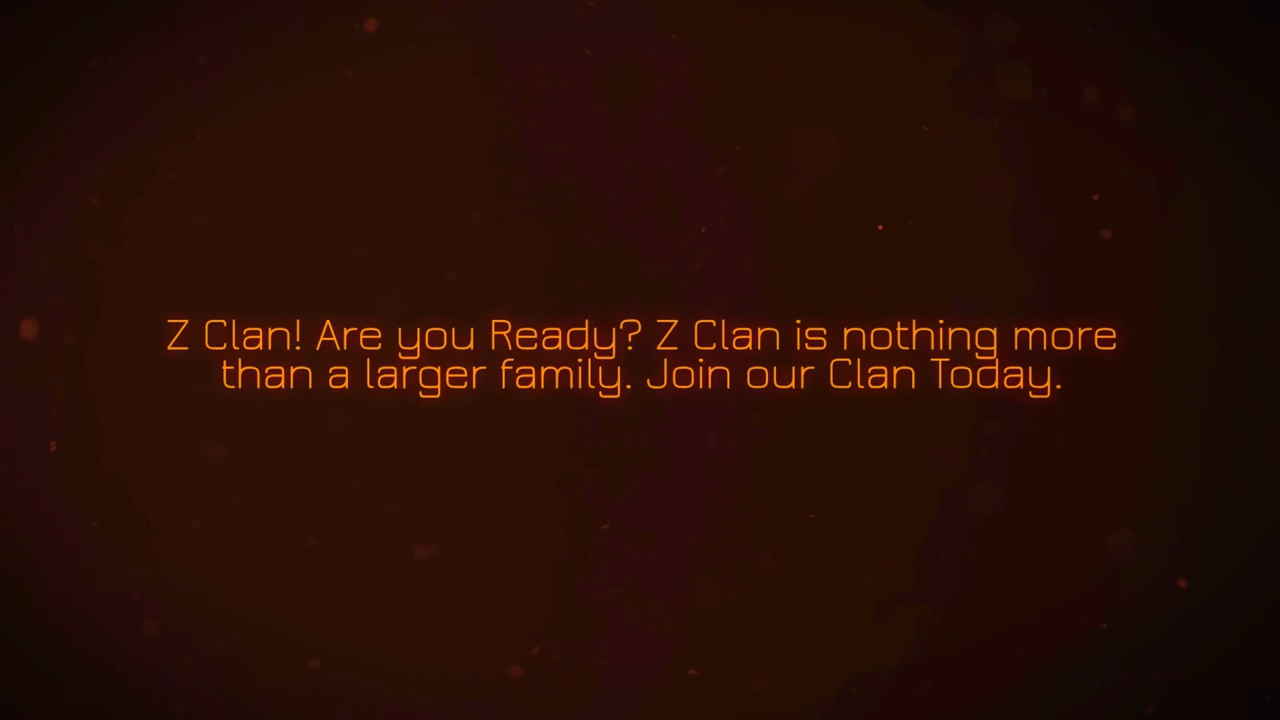 Z Clan! Are you Ready? Z Clan is nothing more
than a larger family. Join our Clan Today.